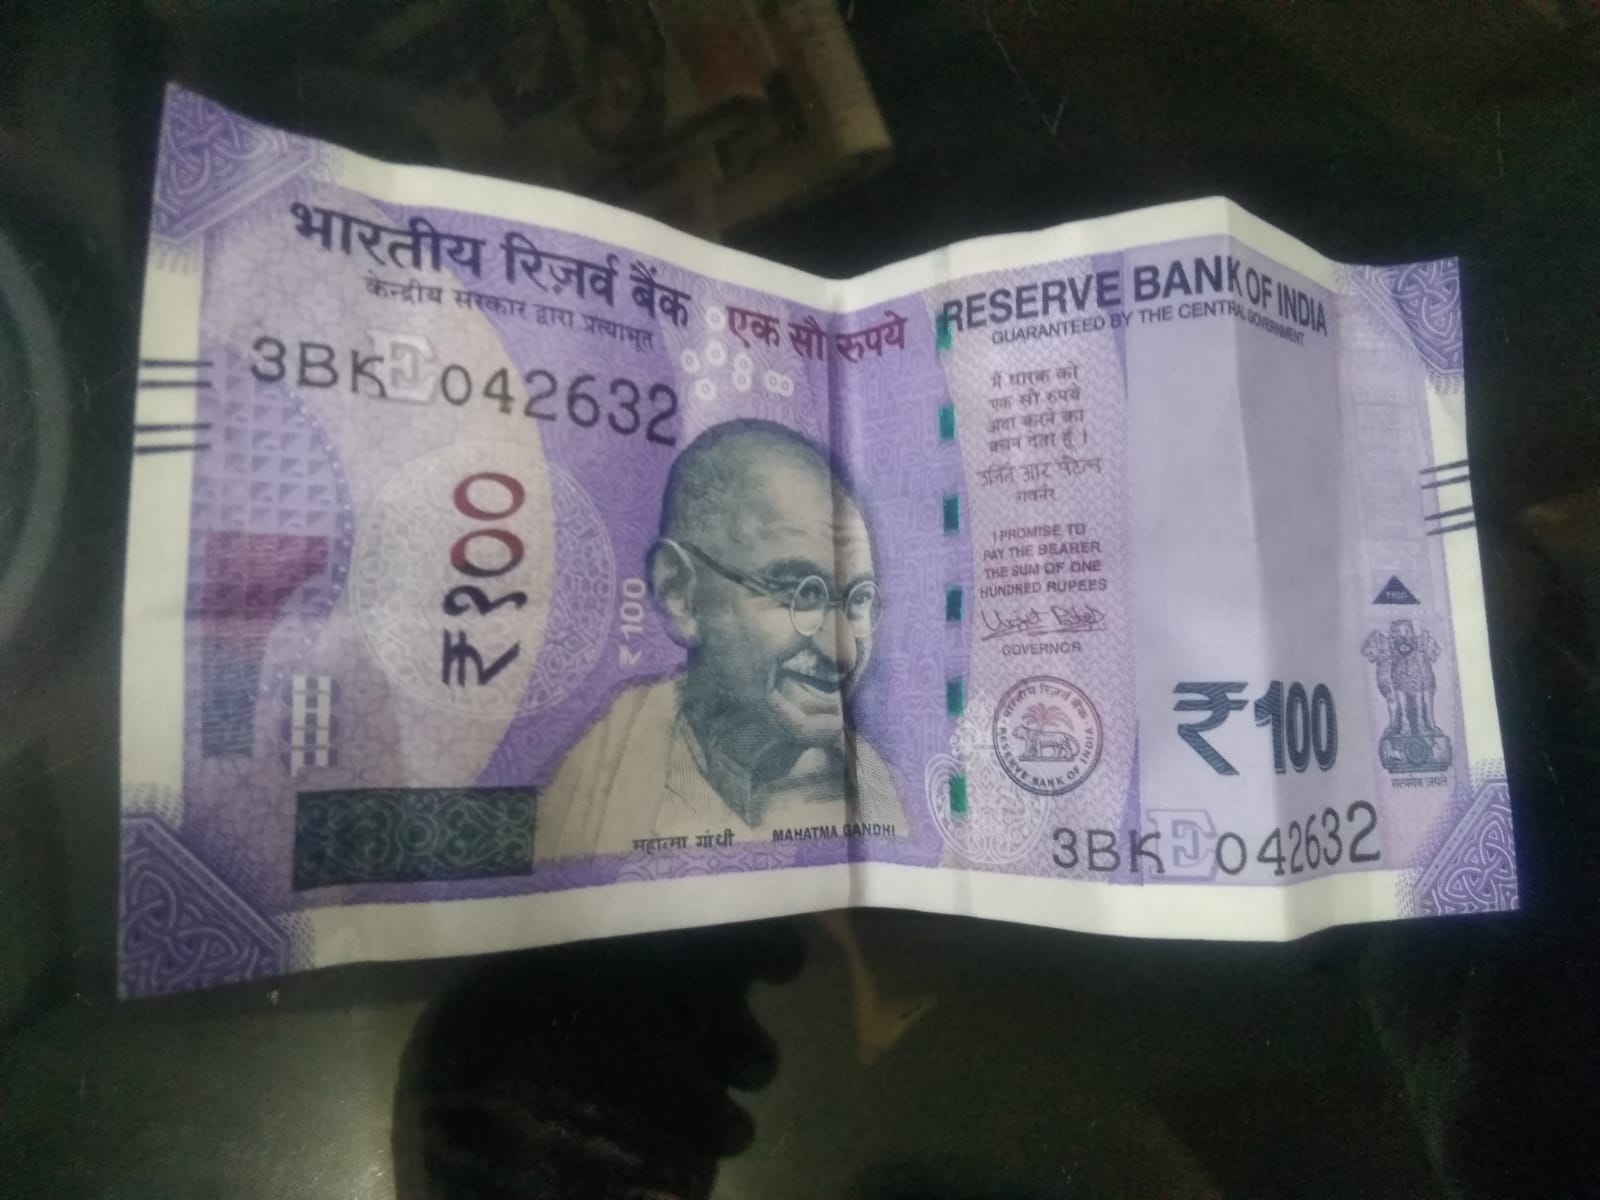 भारतीय रिज़र्व बैंक
केन्द्रीय सरकार द्वारा प्रत्याभूत
3BK E 042632
एक सौ रुपये
₹१००
₹100
महात्मा गांधी MAHATMA GANDHI
RESERVE BANK OF INDIA
GUARANTEED BY THE CENTRAL GOVERNMENT
मैं धारक को
एक सौ रुपये
अदा करने का
वचन देता हूँ।
उर्जित आर पटेल
गवर्नर
I PROMISE TO
PAY THE BEARER
THE SUM OF ONE
HUNDRED RUPEES
Urjit Patel
GOVERNOR
भारतीय रिज़र्व बैंक
RESERVE BANK OF INDIA
₹100
सत्यमेव जयते
3BK E 042632